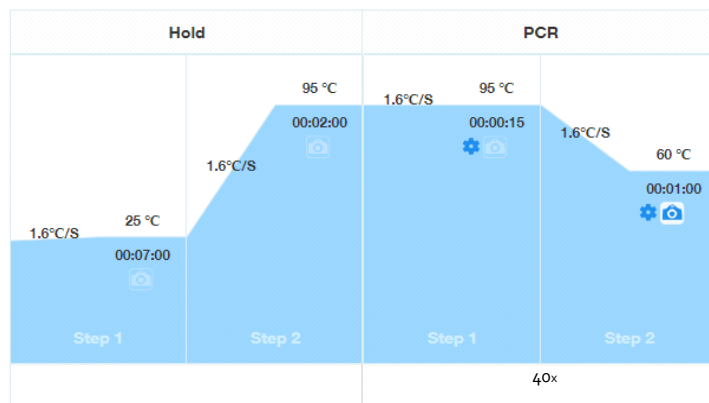 Hold
PCR
1.6°C/S
25 °C
00:07:00
Step 1
1.6°C/S
95 °C
00:02:00
Step 2
1.6°C/S
95 °C
00:00:15
Step 1
1.6°C/S
60 °C
00:01:00
Step 2
40x